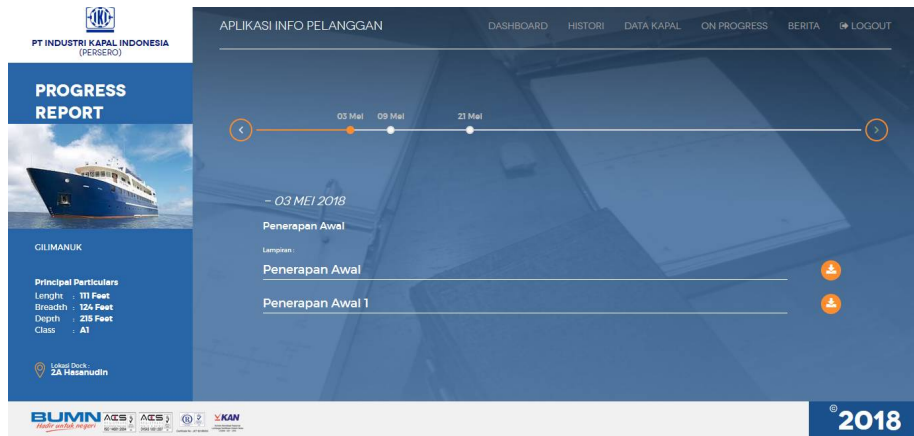 IKI
PT INDUSTRI KAPAL INDONESIA
(PERSERO)
APLIKASI INFO PELANGGAN
DASHBOARD HISTORI DATA KAPAL ON PROGRESS BERITA LOGOUT
PROGRESS
REPORT
GILIMANUK
Principal Particulars
Lenght : 111 Feet
Breadth : 124 Feet
Depth : 215 Feet
Class : A1
Lokasi Dock :
2A Hasanudin
03 Mei 09 Mei 21 Mei
– 03 MEI 2018
Penerapan Awal
Lampiran :
Penerapan Awal
Penerapan Awal 1
BUMN
Hadir untuk negeri
KAN
© 2018